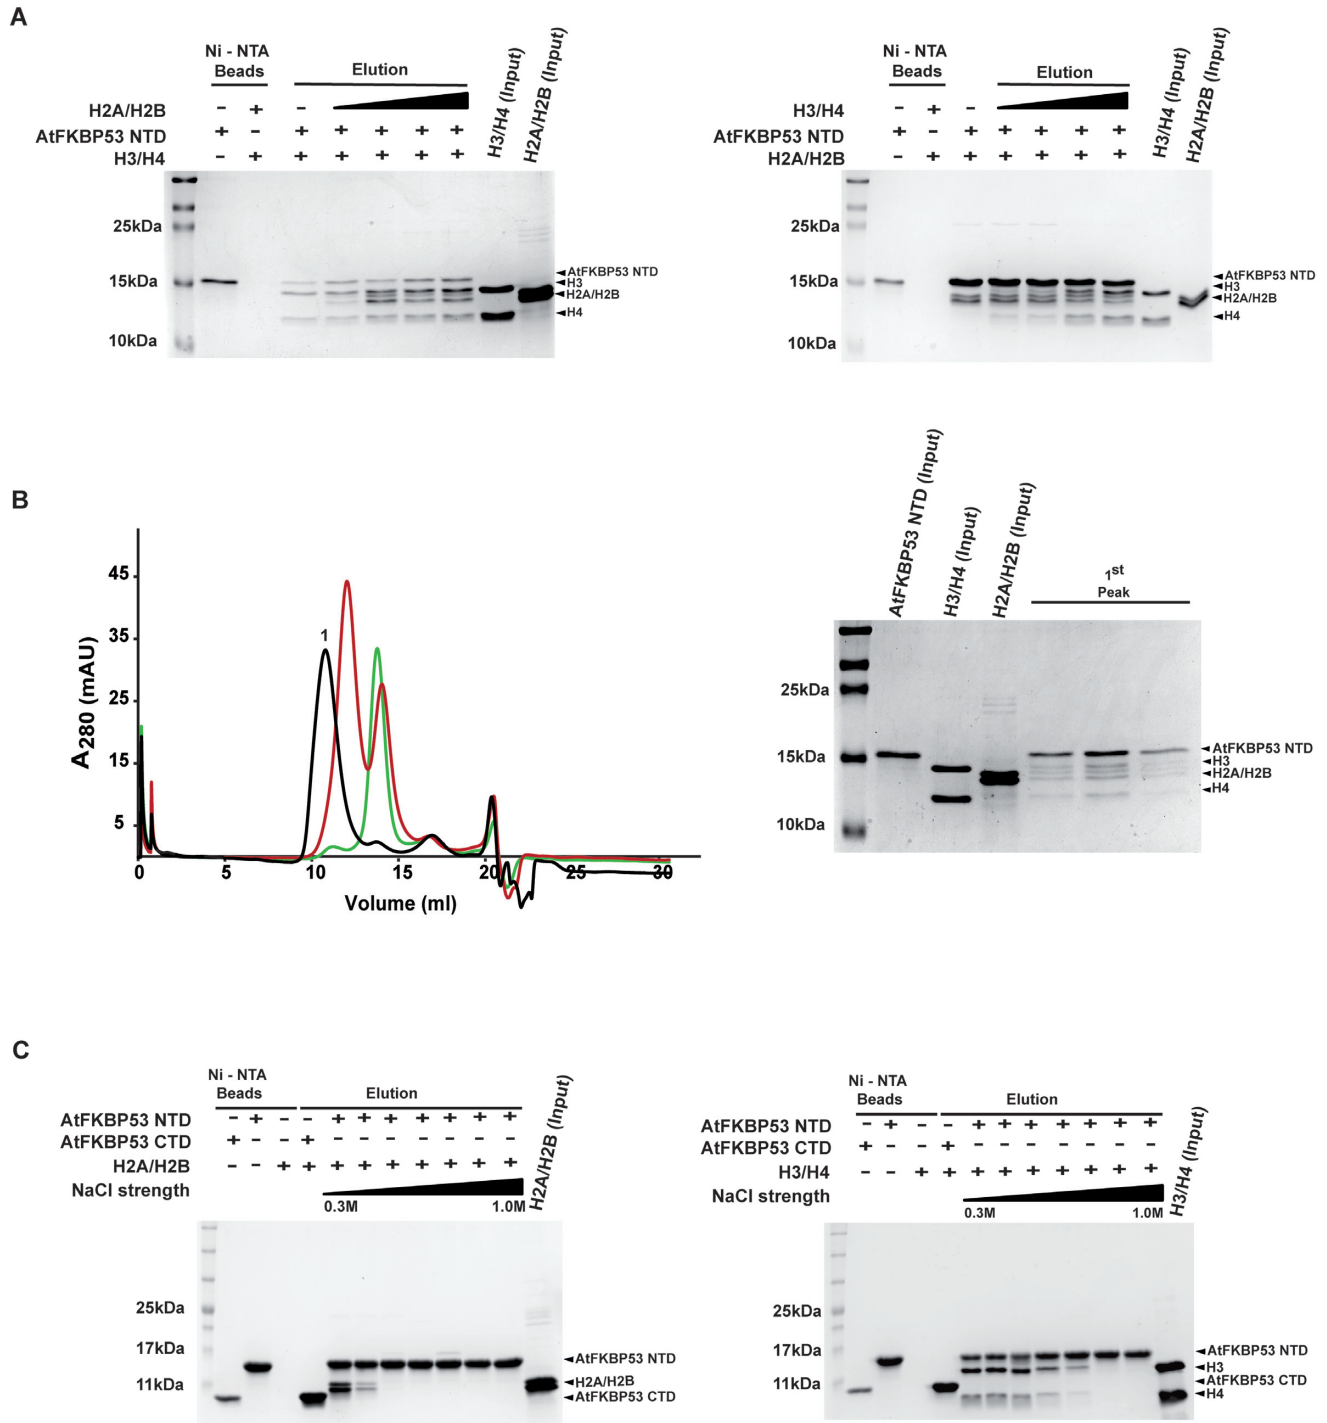 A
Ni - NTA
Beads
Elution
H3/H4 (Input)
H2A/H2B (Input)
H2A/H2B - + - + + + +
AtFKBP53 NTD + - + + + + +
H3/H4 - + + + + + +
25kDa
15kDa
10kDa
AtFKBP53 NTD
H3
H2A/H2B
H4
Ni - NTA
Beads
Elution
H3/H4 (Input)
H2A/H2B (Input)
H3/H4 - + - + + + +
AtFKBP53 NTD + - + + + + +
H2A/H2B - + + + + + +
25kDa
15kDa
10kDa
AtFKBP53 NTD
H3
H2A/H2B
H4
B
A280 (mAU)
45
35
25
15
5
1
0 5 10 15 20 25 30
Volume (ml)
AtFKBP53 NTD (Input)
H3/H4 (Input)
H2A/H2B (Input)
1st
Peak
25kDa
15kDa
10kDa
AtFKBP53 NTD
H3
H2A/H2B
H4
C
Ni - NTA
Beads
Elution
H2A/H2B (Input)
AtFKBP53 NTD - + - - + + + + + + +
AtFKBP53 CTD + - - + - - - - - - -
H2A/H2B - - + + + + + + + + +
NaCl strength
0.3M 1.0M
25kDa
17kDa
11kDa
AtFKBP53 NTD
H2A/H2B
AtFKBP53 CTD
Ni - NTA
Beads
Elution
H3/H4 (Input)
AtFKBP53 NTD - + - - + + + + + + +
AtFKBP53 CTD + - - + - - - - - - -
H3/H4 - - + + + + + + + + +
NaCl strength
0.3M 1.0M
25kDa
17kDa
11kDa
AtFKBP53 NTD
H3
AtFKBP53 CTD
H4